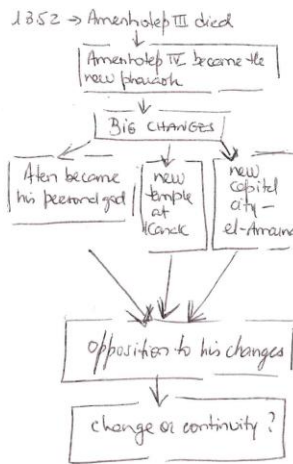 1352 → Amenhotep III died
Amenhotep IV became the
new pharaoh
BIG CHANGES
Aten became
his personal god
new
temple
at
Karnak
new
capital
city –
el-Amarna
opposition to his changes
change or continuity?